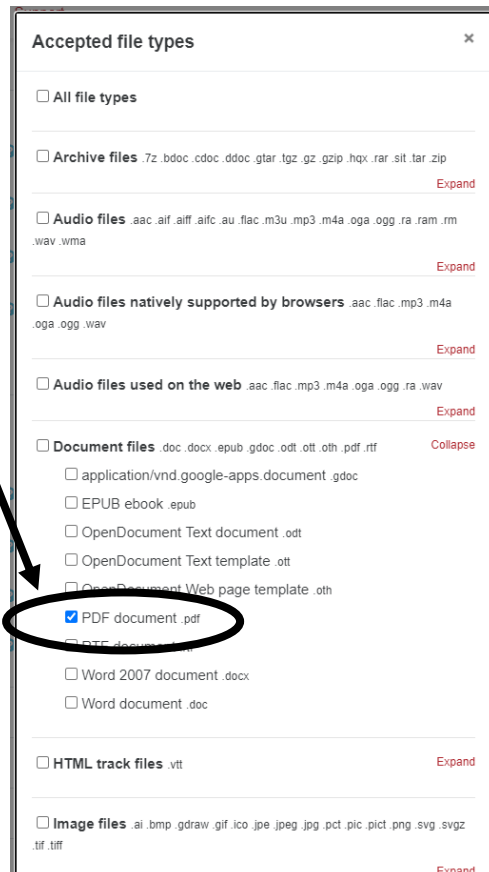 Support
Accepted file types ×
All file types
Archive files .7z .bdoc .cdoc .ddoc .gtar .tgz .gz .gzip .hqx .rar .sit .tar .zip
Expand
Audio files .aac .aif .aiff .aifc .au .flac .m3u .mp3 .m4a .oga .ogg .ra .ram .rm
.wav .wma
Expand
Audio files natively supported by browsers .aac .flac .mp3 .m4a
.oga .ogg .wav
Expand
Audio files used on the web .aac .flac .mp3 .m4a .oga .ogg .ra .wav
Expand
Document files .doc .docx .epub .gdoc .odt .ott .oth .pdf .rtf Collapse
application/vnd.google-apps.document .gdoc
EPUB ebook .epub
OpenDocument Text document .odt
OpenDocument Text template .ott
OpenDocument Web page template .oth
PDF document .pdf
RTF document .rtf
Word 2007 document .docx
Word document .doc
HTML track files .vtt Expand
Image files .ai .bmp .gdraw .gif .ico .jpe .jpeg .jpg .pct .pic .pict .png .svg .svgz
.tif .tiff
Expand